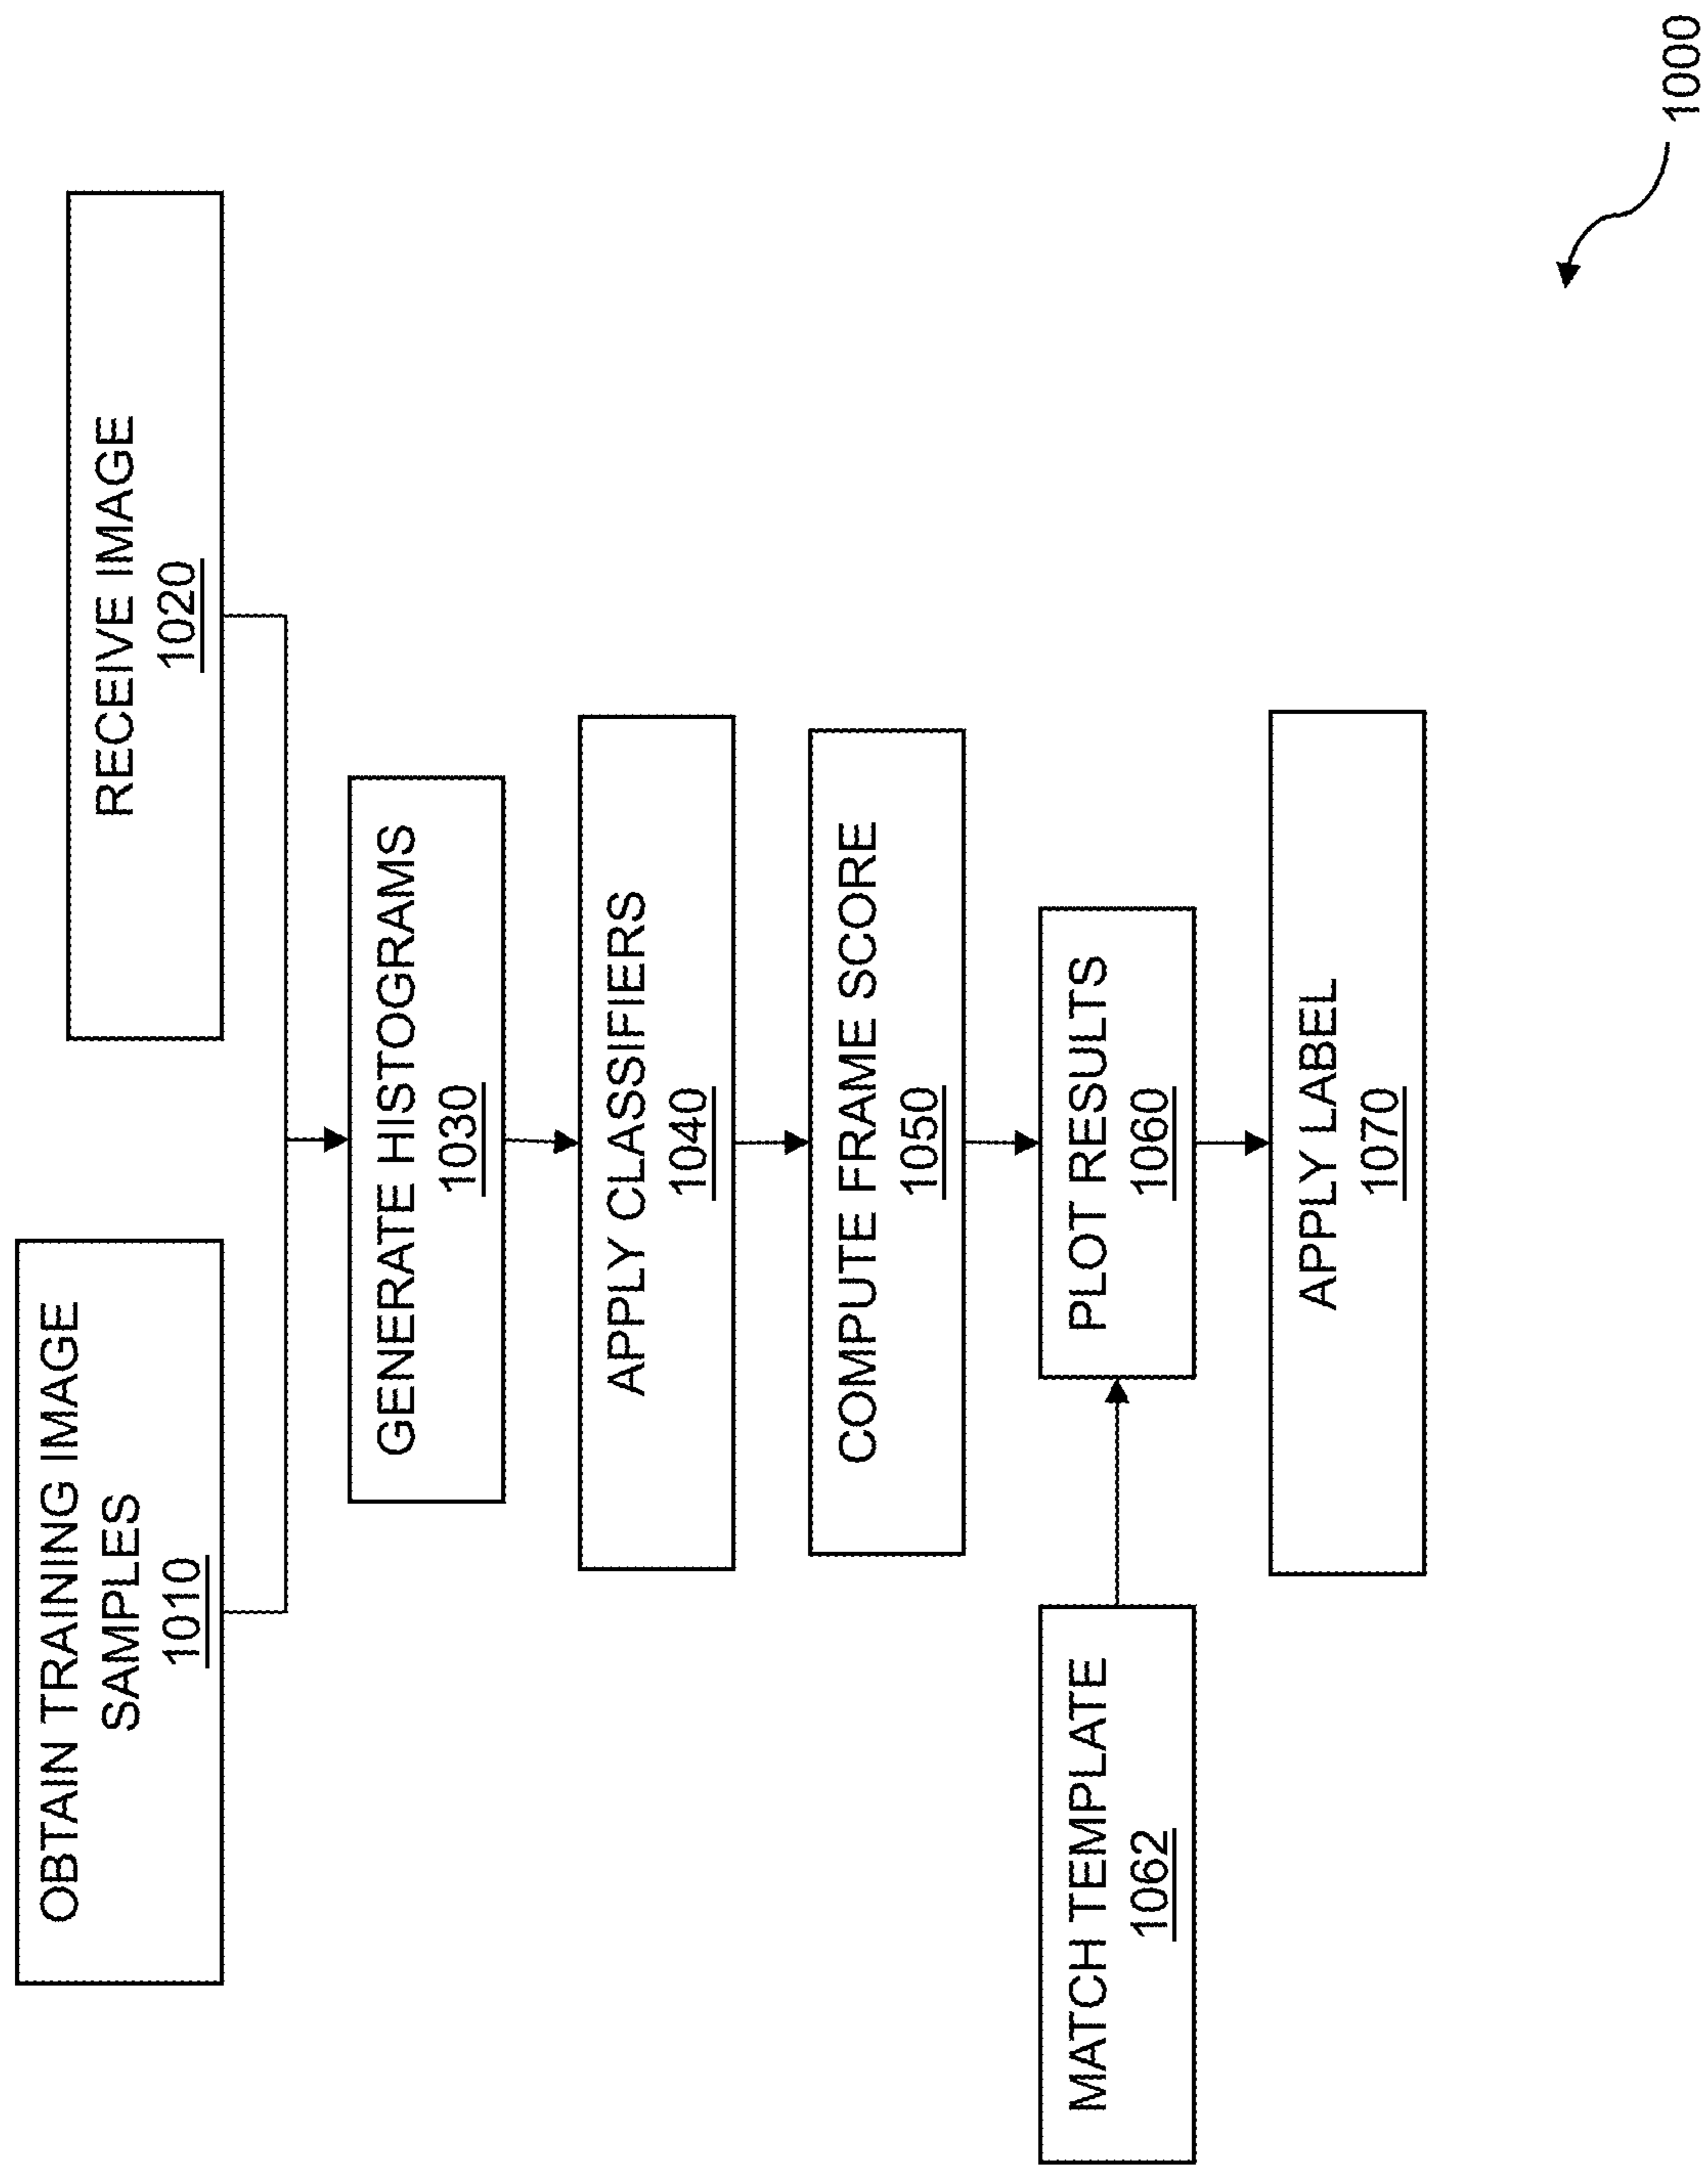 OBTAIN TRAINING IMAGE
SAMPLES
1010
RECEIVE IMAGE
1020
GENERATE HISTOGRAMS
1030
APPLY CLASSIFIERS
1040
COMPUTE FRAME SCORE
1050
MATCH TEMPLATE
1062
PLOT RESULTS
1060
APPLY LABEL
1070
1000